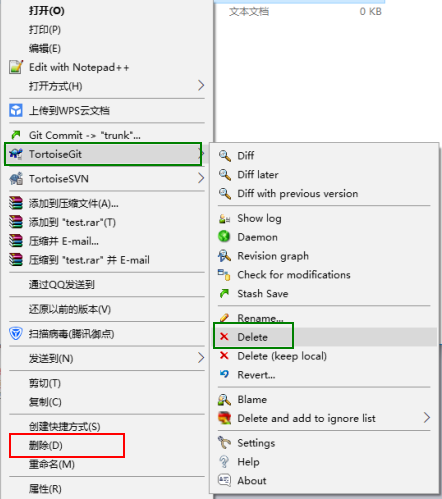 打开(O)
文本文档 0 KB
打印(P)
编辑(E)
Edit with Notepad++
打开方式(H)
上传到WPS云文档
Git Commit -> "trunk"...
TortoiseGit
TortoiseSVN
添加到压缩文件(A)...
添加到 "test.rar"(T)
压缩并 E-mail...
压缩到 "test.rar" 并 E-mail
通过QQ发送到
还原以前的版本(V)
扫描病毒(腾讯御点)
发送到(N)
剪切(T)
复制(C)
创建快捷方式(S)
删除(D)
重命名(M)
属性(R)
Diff
Diff later
Diff with previous version
Show log
Daemon
Revision graph
Check for modifications
Stash Save
Rename...
Delete
Delete (keep local)
Revert...
Blame
Delete and add to ignore list
Settings
Help
About